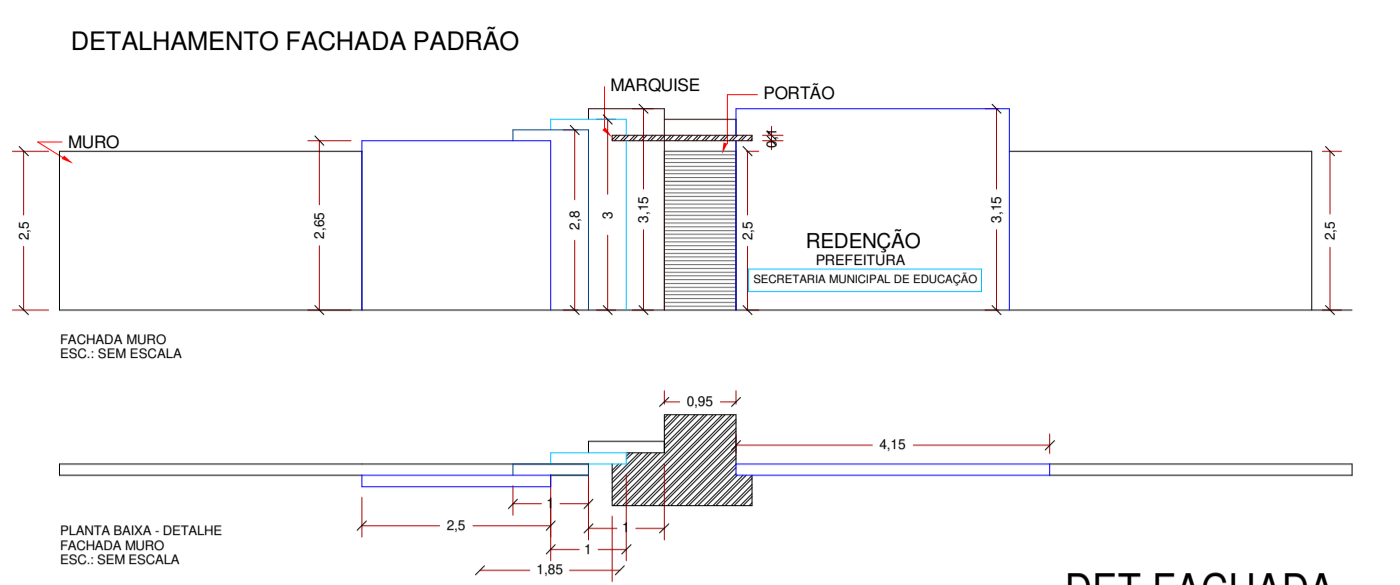 DETALHAMENTO FACHADA PADRÃO
MARQUISE
PORTÃO
MURO
2,5
2,65
2,8
3
3,15
2,5
0,1
3,15
2,5
REDENÇÃO
PREFEITURA
SECRETARIA MUNICIPAL DE EDUCAÇÃO
FACHADA MURO
ESC.: SEM ESCALA
0,95
4,15
1
2,5
1
1
1,85
PLANTA BAIXA - DETALHE
FACHADA MURO
ESC.: SEM ESCALA
DET FACHADA